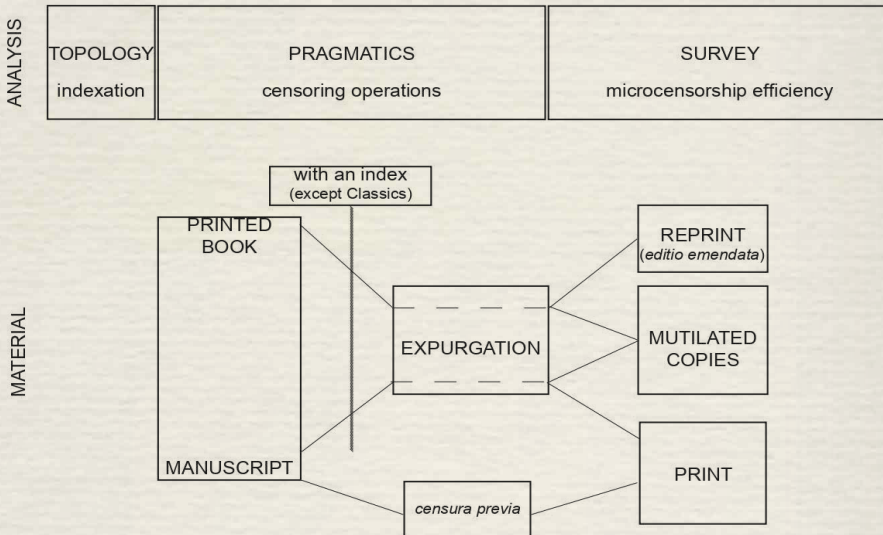 ANALYSIS
TOPOLOGY
indexation
PRAGMATICS
censoring operations
SURVEY
microcensorship efficiency
MATERIAL
with an index
(except Classics)
PRINTED
BOOK
MANUSCRIPT
EXPURGATION
censura previa
REPRINT
(editio emendata)
MUTILATED
COPIES
PRINT